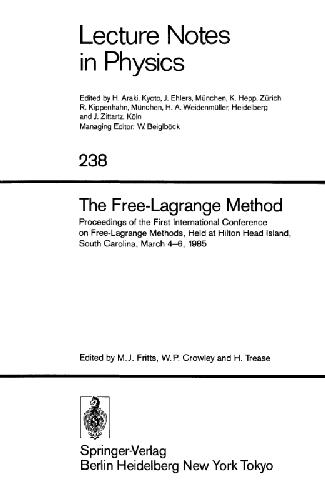 Lecture Notes
in Physics
Edited by H. Araki, Kyoto, J. Ehlers, München, K. Hepp, Zürich
R. Kippenhahn, München, H. A. Weidenmüller, Heidelberg
and J. Zittartz, Köln
Managing Editor: W. Beiglböck
238
The Free-Lagrange Method
Proceedings of the First International Conference
on Free-Lagrange Methods, Held at Hilton Head Island,
South Carolina, March 4–6, 1985
Edited by M. J. Fritts, W. P. Crowley and H. Trease
Springer-Verlag
Berlin Heidelberg New York Tokyo